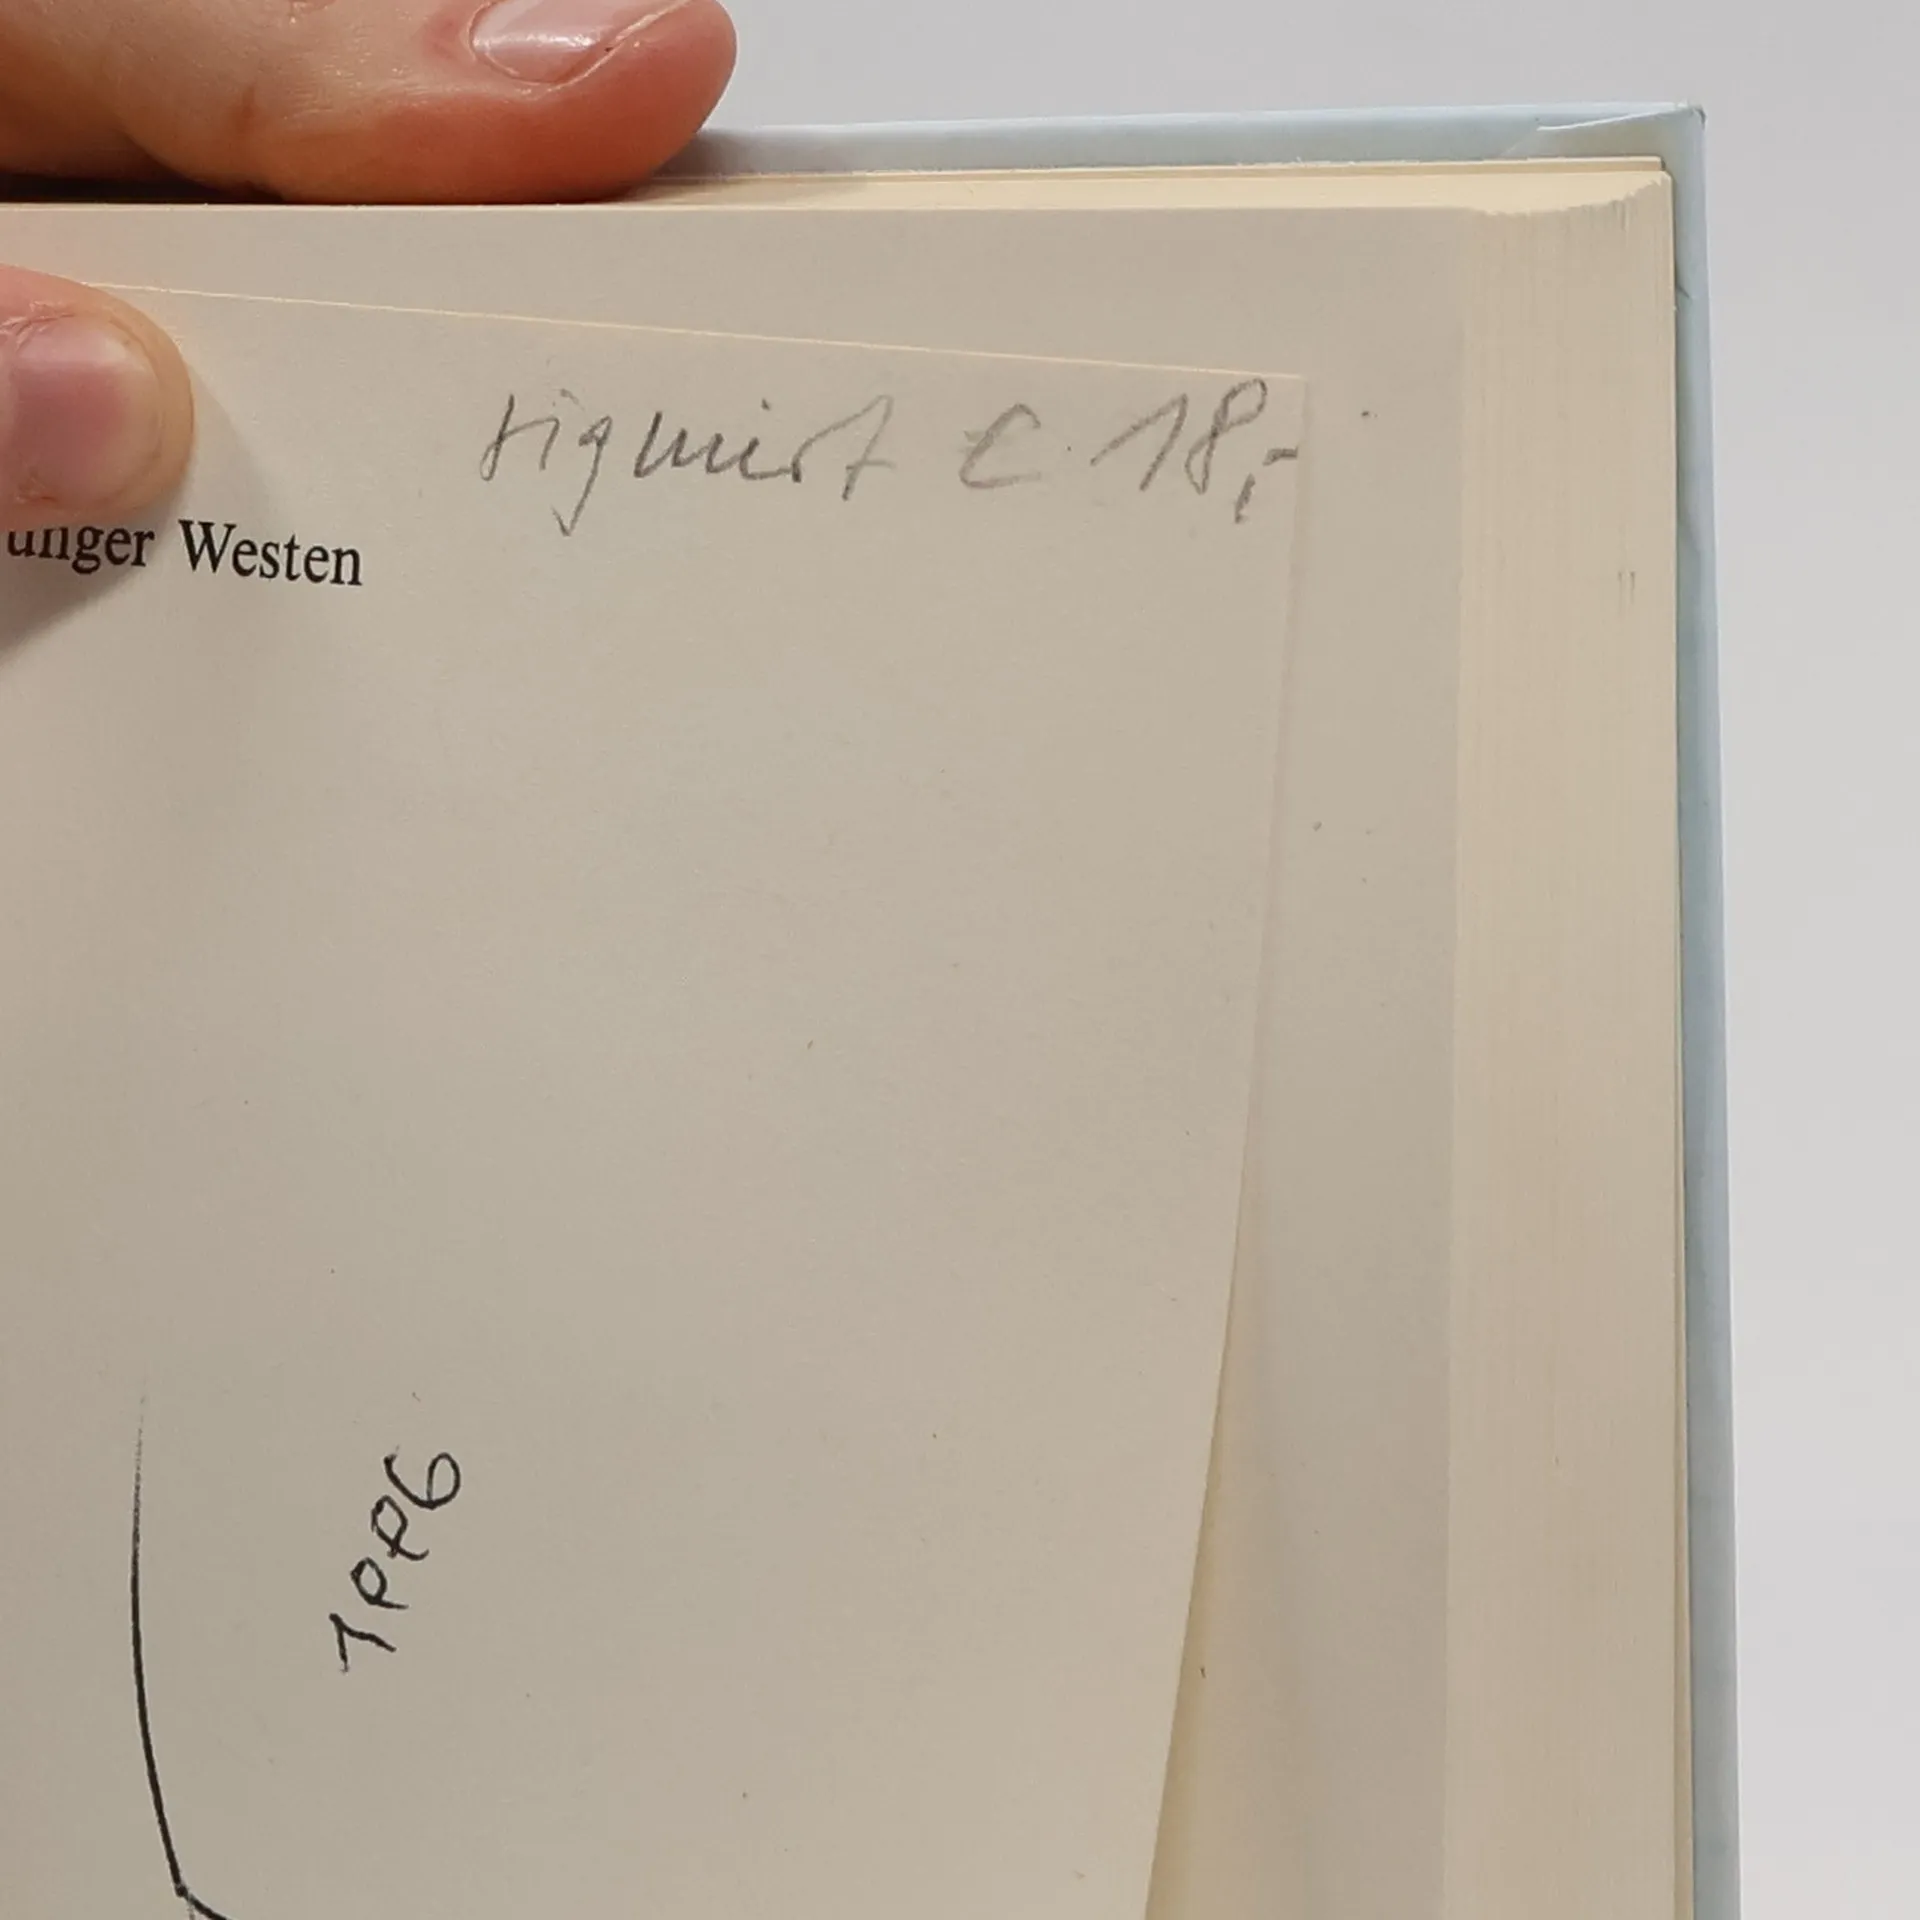 signiert € 18,-
unger Westen
1996